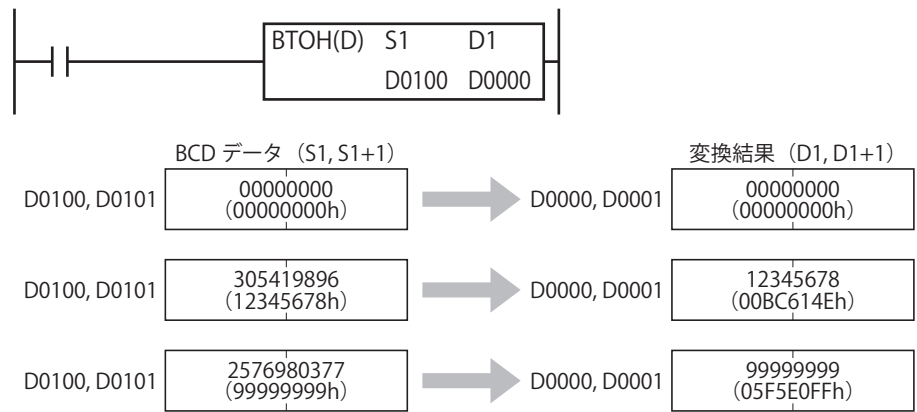 BTOH(D) S1 D1
D0100 D0000
BCD データ（S1, S1+1）
変換結果（D1, D1+1）
D0100, D0101
00000000
（00000000h）
D0000, D0001
00000000
（00000000h）
D0100, D0101
305419896
（12345678h）
D0000, D0001
12345678
（00BC614Eh）
D0100, D0101
2576980377
（99999999h）
D0000, D0001
99999999
（05F5E0FFh）